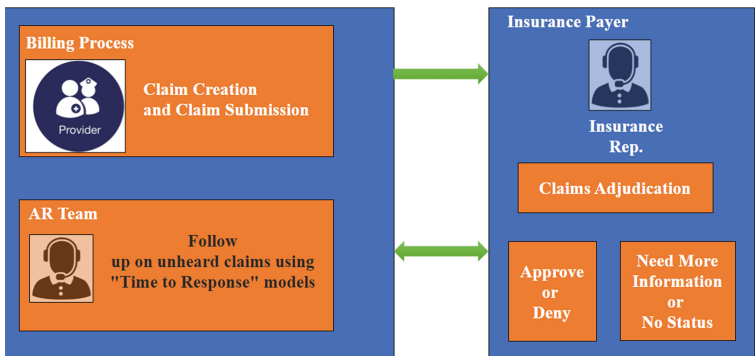 Billing Process
Provider
Claim Creation
and Claim Submission
AR Team
Follow
up on unheard claims using
"Time to Response" models
Insurance Payer
Insurance
Rep.
Claims Adjudication
Approve
or
Deny
Need More
Information
or
No Status